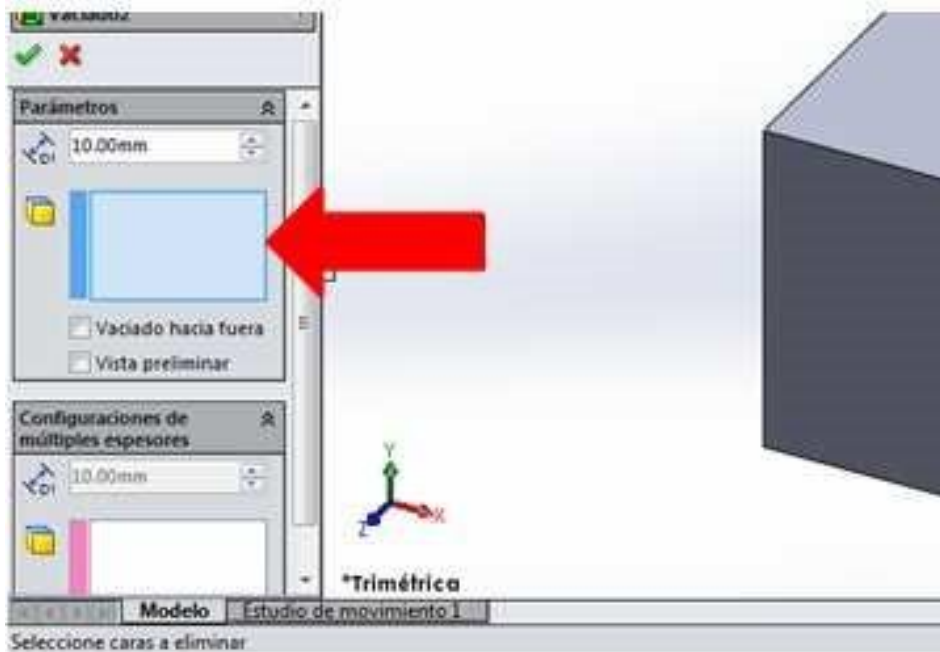 Vaciado2
Parámetros
10.00mm
Vaciado hacia fuera
Vista preliminar
Configuraciones de
múltiples espesores
10.00mm
Y
X
Z
*Trimétrica
Modelo
Estudio de movimiento 1
Seleccione caras a eliminar